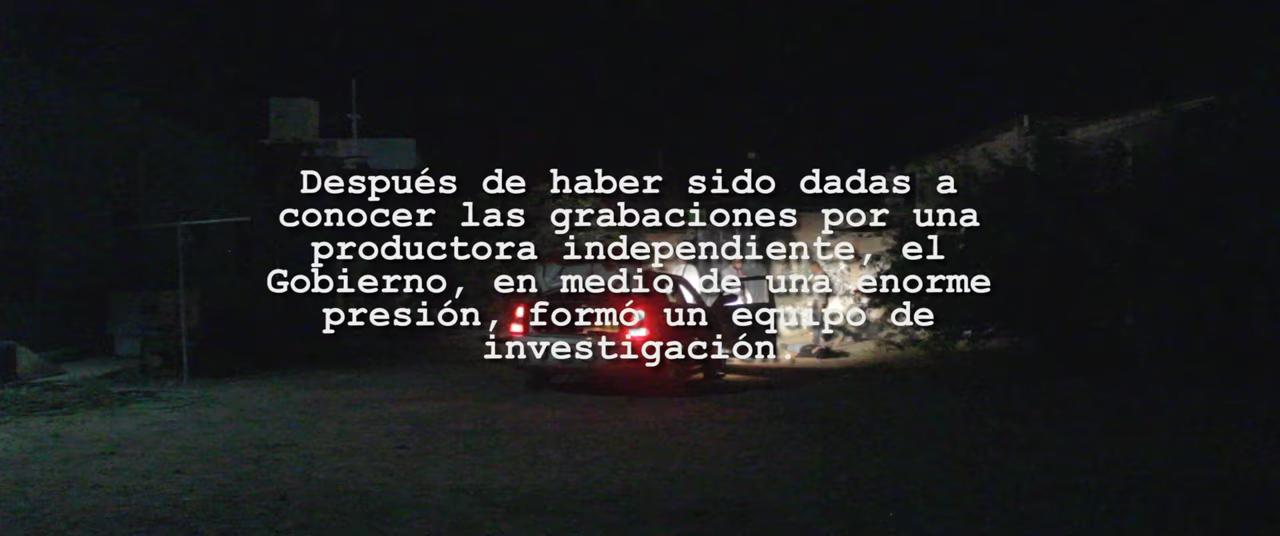 Después de haber sido dadas a
conocer las grabaciones por una
productora independiente, el
Gobierno, en medio de una enorme
presión, formó un equipo de
investigación.